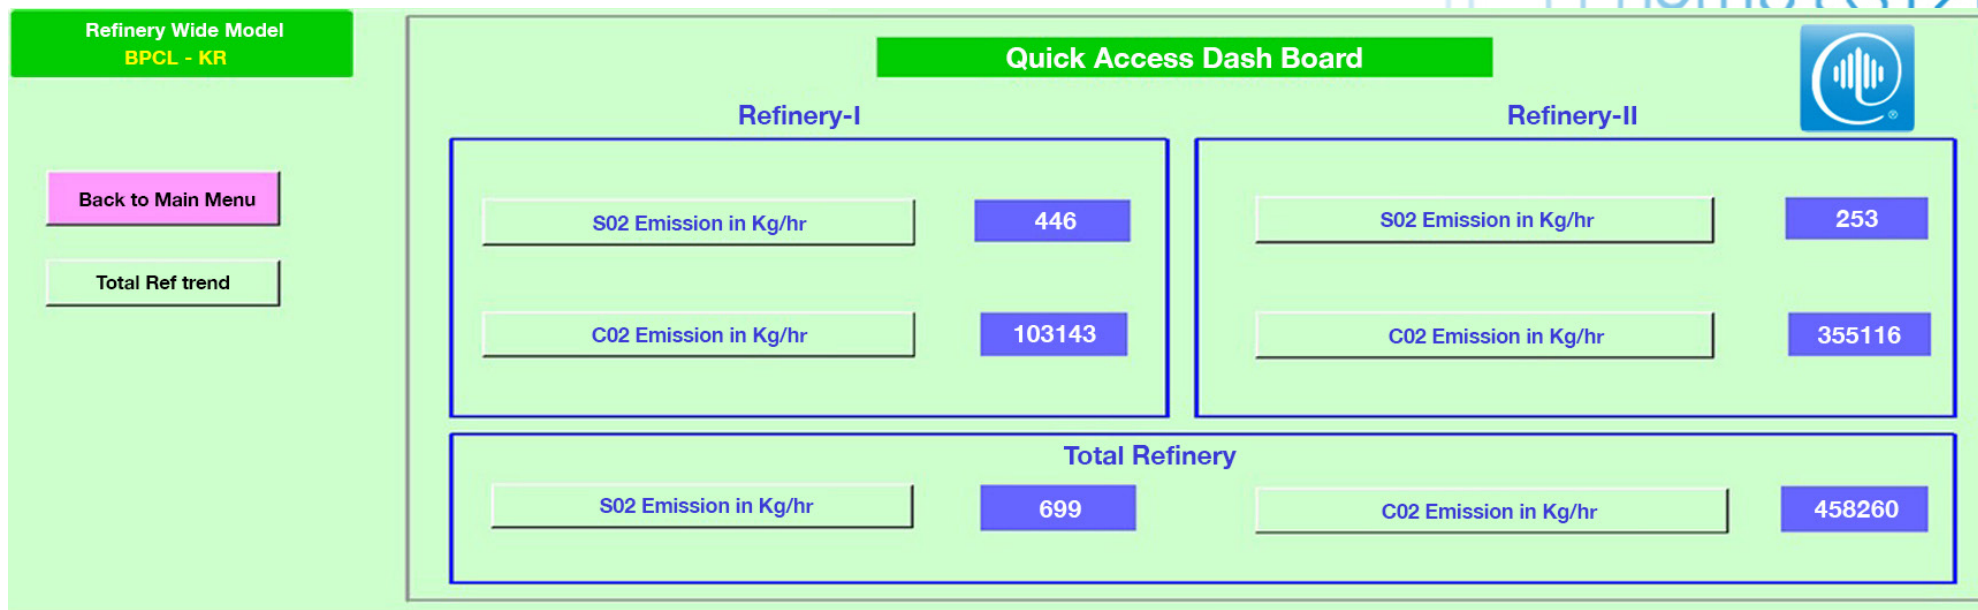 Refinery Wide Model
BPCL - KR
Quick Access Dash Board
Refinery-I
Refinery-II
Back to Main Menu
Total Ref trend
S02 Emission in Kg/hr
446
S02 Emission in Kg/hr
253
C02 Emission in Kg/hr
103143
C02 Emission in Kg/hr
355116
Total Refinery
S02 Emission in Kg/hr
699
C02 Emission in Kg/hr
458260